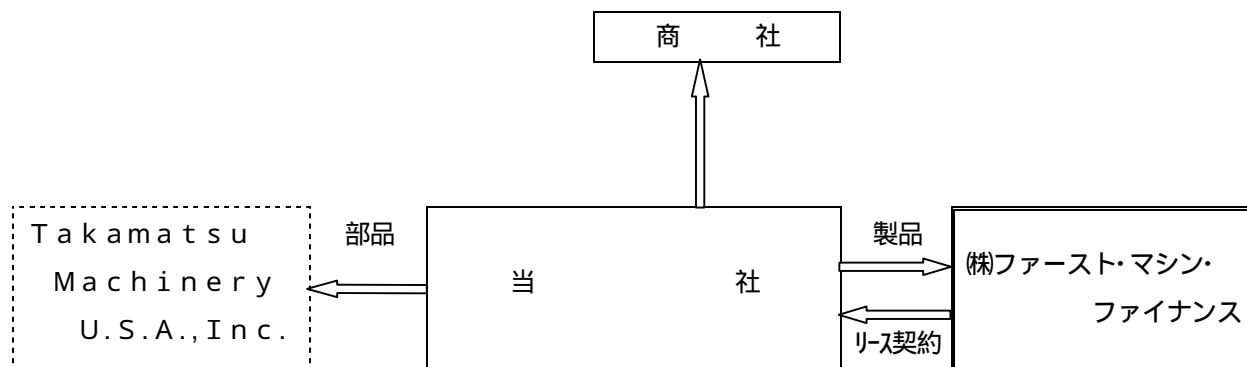 商 社
Takamatsu
Machinery
U.S.A.,Inc.
部品
当 社
製品
リース契約
㈱ファースト・マシン・
ファイナンス